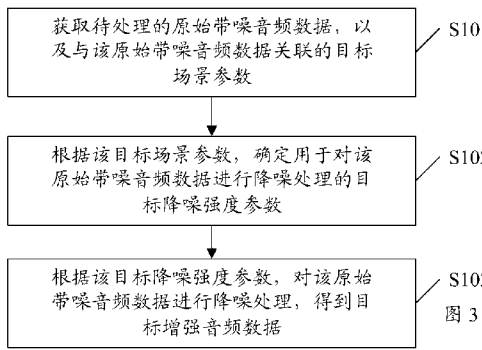 获取待处理的原始带噪音频数据，以
及与该原始带噪音频数据关联的目标
场景参数
S10
根据该目标场景参数，确定用于对该
原始带噪音频数据进行降噪处理的目
标降噪强度参数
S102
根据该目标降噪强度参数，对该原始
带噪音频数据进行降噪处理，得到目
标增强音频数据
S103
图 3